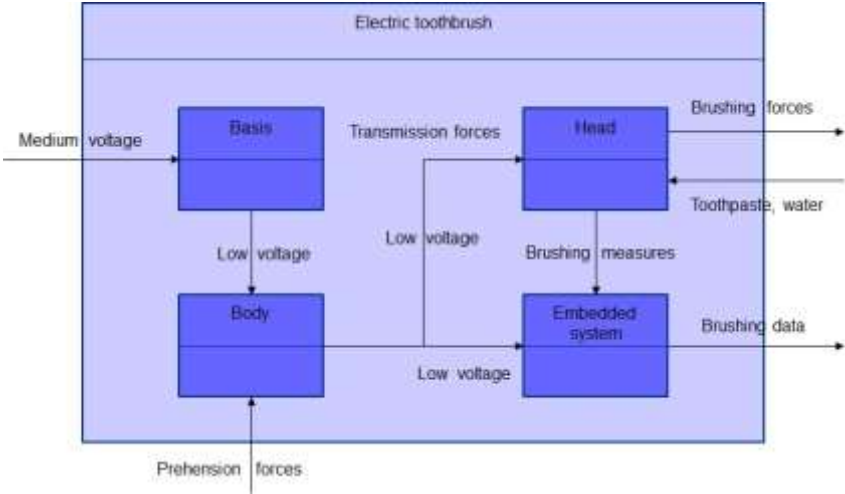 Electric toothbrush
Basis
Head
Brushing forces
Medium voltage
Transmission forces
Toothpaste, water
Low voltage
Low voltage
Brushing measures
Body
Embedded
system
Brushing data
Low voltage
Prehension forces